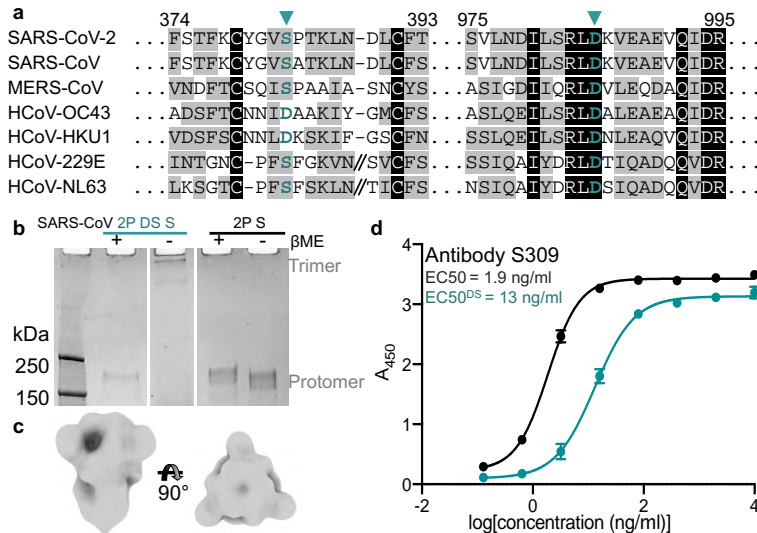 a
374 393 975 995
SARS-CoV-2 ...FSTFKCYGVSPTKLN-DLCFT...SVLNDILSRLDKVEAEVQIDR...
SARS-CoV ...FSTFKCYGVSATKLN-DLCFS...SVLNDILSRLDKVEAEVQIDR...
MERS-CoV ...VNDFTCSQISPAAIA-SNCYS...ASIGDIIQRLDVLEQDAQIDR...
HCoV-OC43 ...ADSFTCNNIDAAKIY-GMCFS...ALDAILSRLDALEAQAQIDR...
HCoV-HKU1 ...VDSFSCNNLDKSKIF-GSCFN...SSLQEILSRLDNLEAQVQIDR...
HCoV-229E ...INTGNC-PFSFGKVN//SVCFS...SSIQAIYDRLDTIQADQQVDR...
HCoV-NL63 ...LKSGTC-PFSFSKLN//TICFS...NSIQAIYDRLDSIQADQQVDR...
b
SARS-CoV 2P DS S 2P S
+ - + - βME
Trimer
kDa
250
150
Protomer
c
90°
d
Antibody S309
EC50 = 1.9 ng/ml
EC50DS = 13 ng/ml
4
3
2
1
0
A450
-2 0 2 4
log[concentration (ng/ml)]